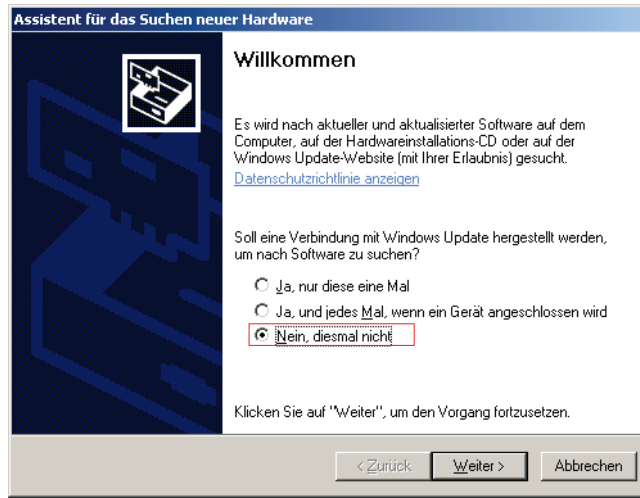 Assistent für das Suchen neuer Hardware
Willkommen
Es wird nach aktueller und aktualisierter Software auf dem
Computer, auf der Hardwareinstallations-CD oder auf der
Windows Update-Website (mit Ihrer Erlaubnis) gesucht.
Datenschutzrichtlinie anzeigen
Soll eine Verbindung mit Windows Update hergestellt werden,
um nach Software zu suchen?
Ja, nur diese eine Mal
Ja, und jedes Mal, wenn ein Gerät angeschlossen wird
Nein, diesmal nicht
Klicken Sie auf "Weiter", um den Vorgang fortzusetzen.
< Zurück Weiter > Abbrechen